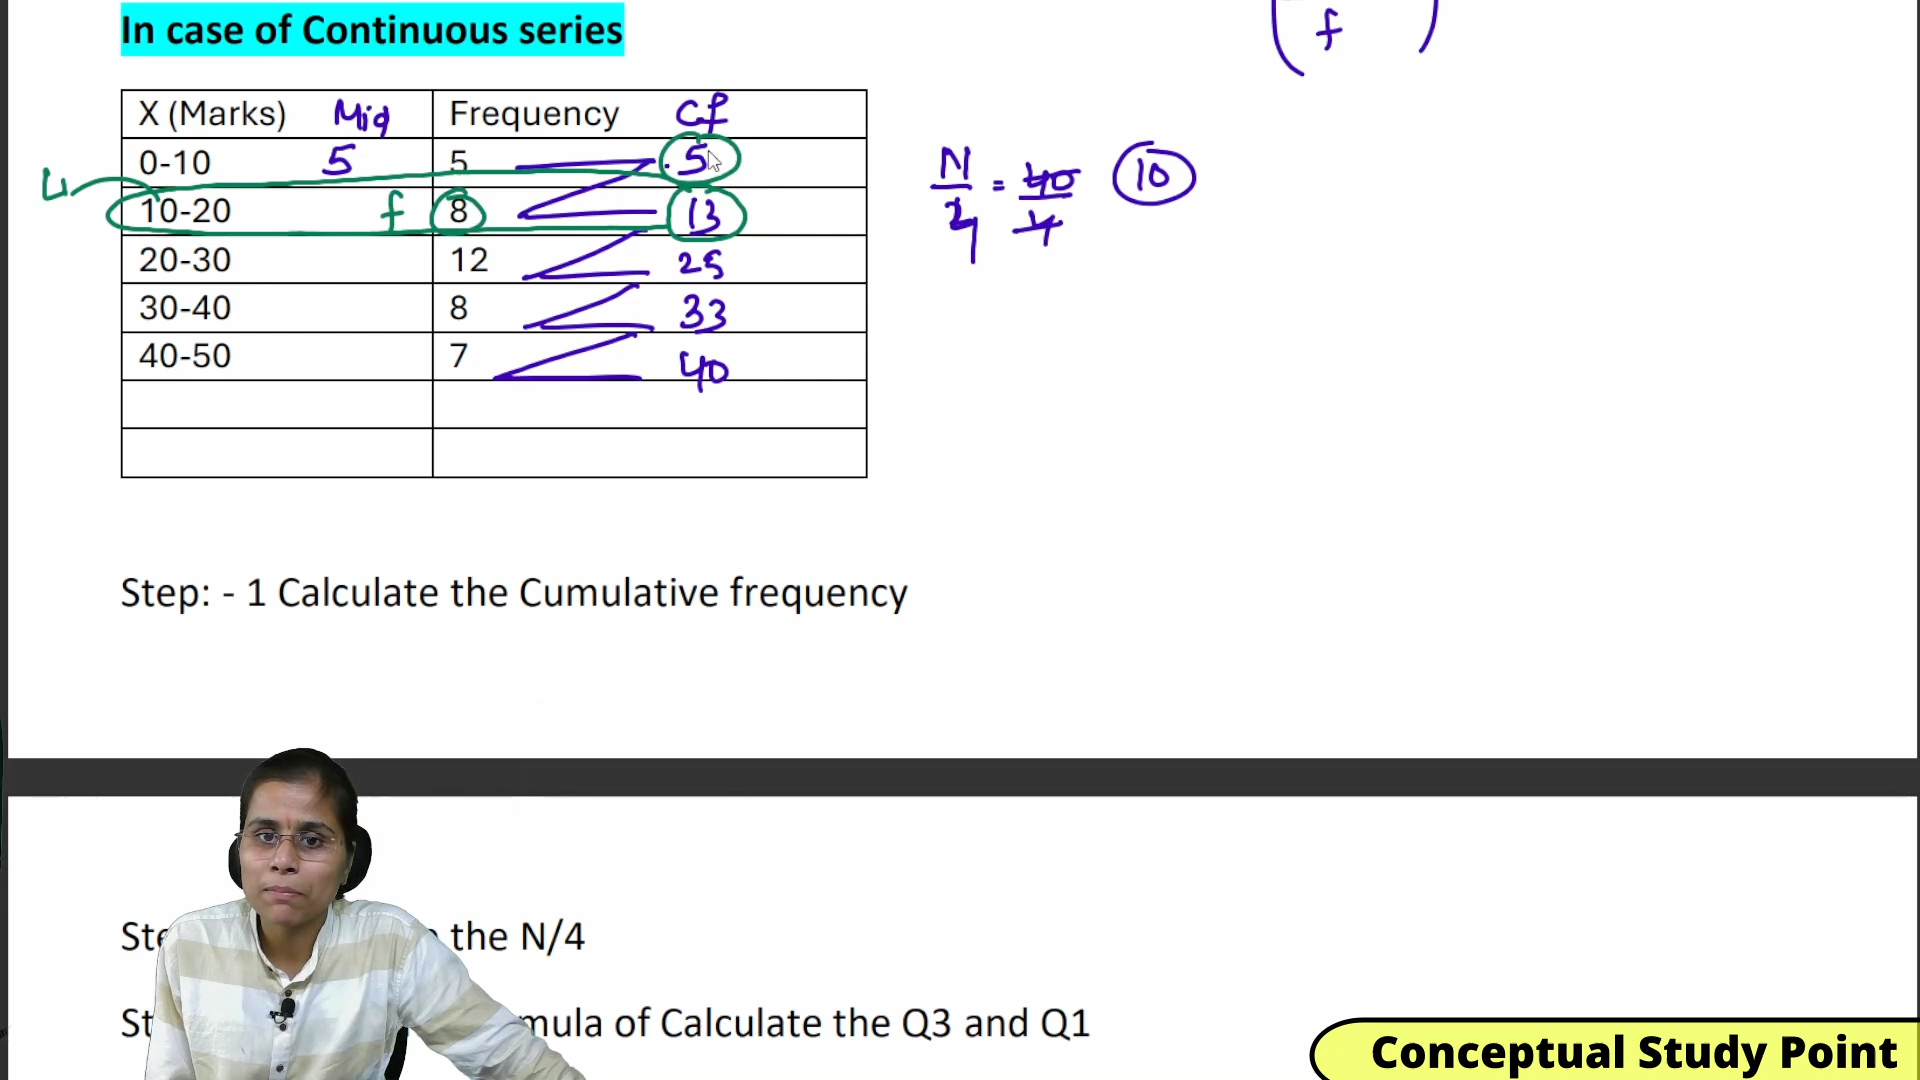 In case of Continuous series
f
X (Marks) Mid Frequency Cf
0-10 5 5 5
10-20 f 8 13
20-30 12 25
30-40 8 33
40-50 7 40
N/4 = 40/4 10
Step: - 1 Calculate the Cumulative frequency
the N/4
of Calculate the Q3 and Q1
Conceptual Study Point